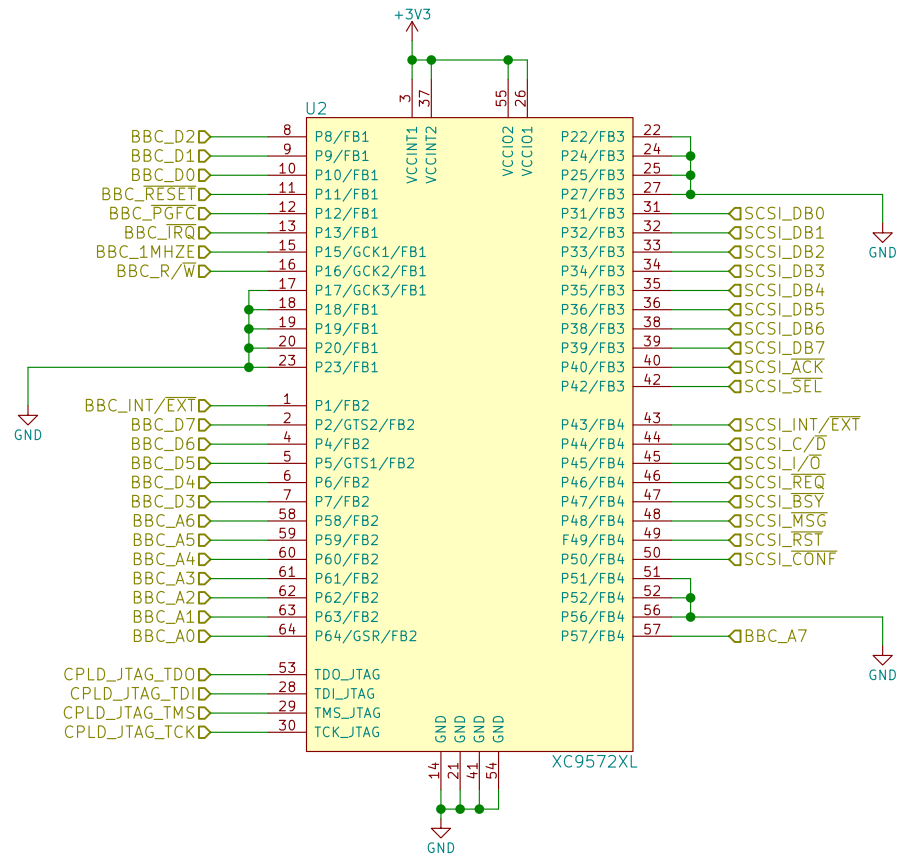 +3V3
U2
3 37 55 26
VCCINT1 VCCINT2 VCCIO2 VCCIO1
BBC_D2 8 P8/FB1 P22/FB3 22
BBC_D1 9 P9/FB1 P24/FB3 24
BBC_D0 10 P10/FB1 P25/FB3 25
BBC_RESET 11 P11/FB1 P27/FB3 27
BBC_PGFC 12 P12/FB1 P31/FB3 31 SCSI_DB0
BBC_IRQ 13 P13/FB1 P32/FB3 32 SCSI_DB1
BBC_1MHZE 15 P15/GCK1/FB1 P33/FB3 33 SCSI_DB2
GND
BBC_R/W 16 P16/GCK2/FB1 P34/FB3 34 SCSI_DB3
17 P17/GCK3/FB1 P35/FB3 35 SCSI_DB4
18 P18/FB1 P36/FB3 36 SCSI_DB5
19 P19/FB1 P38/FB3 38 SCSI_DB6
20 P20/FB1 P39/FB3 39 SCSI_DB7
23 P23/FB1 P40/FB3 40 SCSI_ACK
P42/FB3 42 SCSI_SEL
BBC_INT/EXT 1 P1/FB2
GND
BBC_D7 2 P2/GTS2/FB2 P43/FB4 43 SCSI_INT/EXT
BBC_D6 4 P4/FB2 P44/FB4 44 SCSI_C/D
BBC_D5 5 P5/GTS1/FB2 P45/FB4 45 SCSI_I/O
BBC_D4 6 P6/FB2 P46/FB4 46 SCSI_REQ
BBC_D3 7 P7/FB2 P47/FB4 47 SCSI_BSY
BBC_A6 58 P58/FB2 P48/FB4 48 SCSI_MSG
BBC_A5 59 P59/FB2 F49/FB4 49 SCSI_RST
BBC_A4 60 P60/FB2 P50/FB4 50 SCSI_CONF
BBC_A3 61 P61/FB2 P51/FB4 51
BBC_A2 62 P62/FB2 P52/FB4 52
BBC_A1 63 P63/FB2 P56/FB4 56
BBC_A0 64 P64/GSR/FB2 P57/FB4 57 BBC_A7
GND
CPLD_JTAG_TDO 53 TDO_JTAG
CPLD_JTAG_TDI 28 TDI_JTAG
CPLD_JTAG_TMS 29 TMS_JTAG
CPLD_JTAG_TCK 30 TCK_JTAG
GND GND GND GND
XC9572XL
14 21 41 54
GND